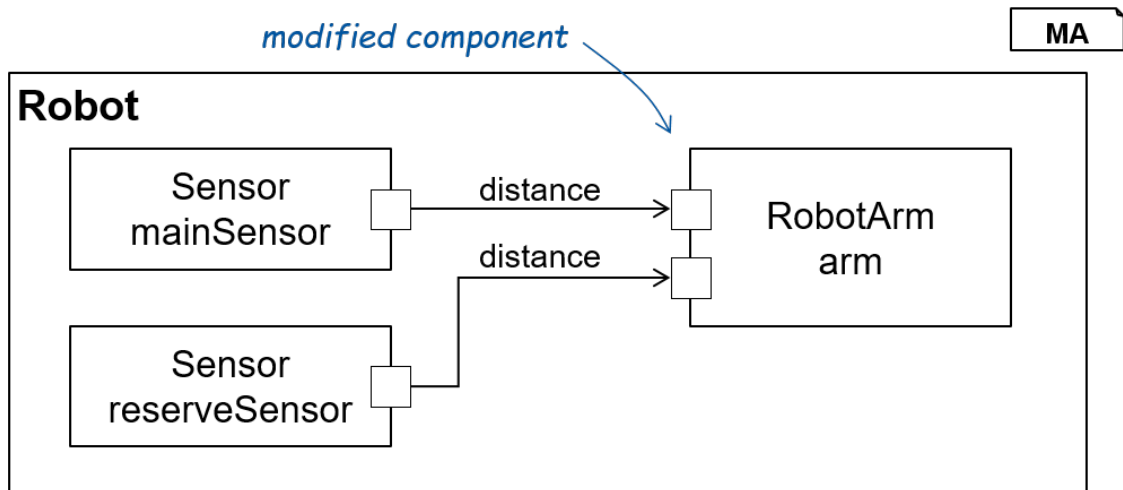 modified component
MA
Robot
Sensor
mainSensor
distance
RobotArm
arm
distance
Sensor
reserveSensor